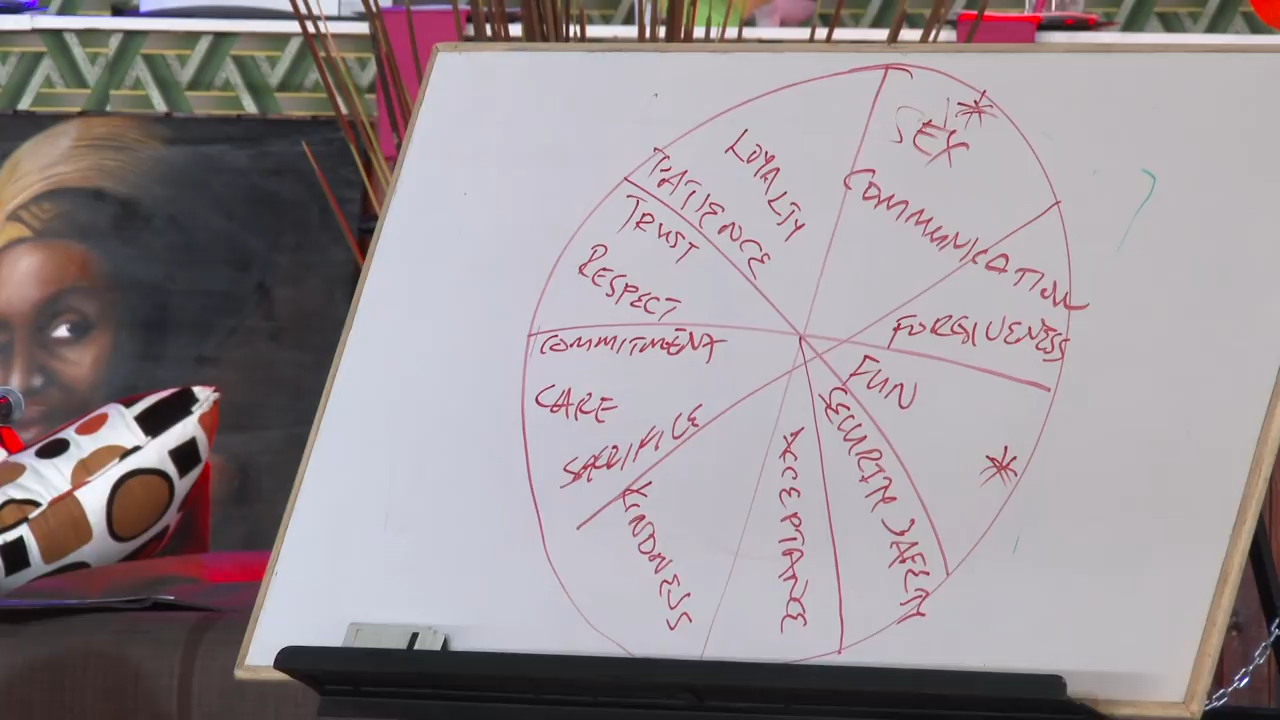 SEX *
LOYALTY
COMMUNICATION
PATIENCE
TRUST
RESPECT
FORGIVENESS
COMMITMENT
FUN
CARE
SECURITY SAFETY
*
SACRIFICE
ACCEPTANCE
KINDNESS